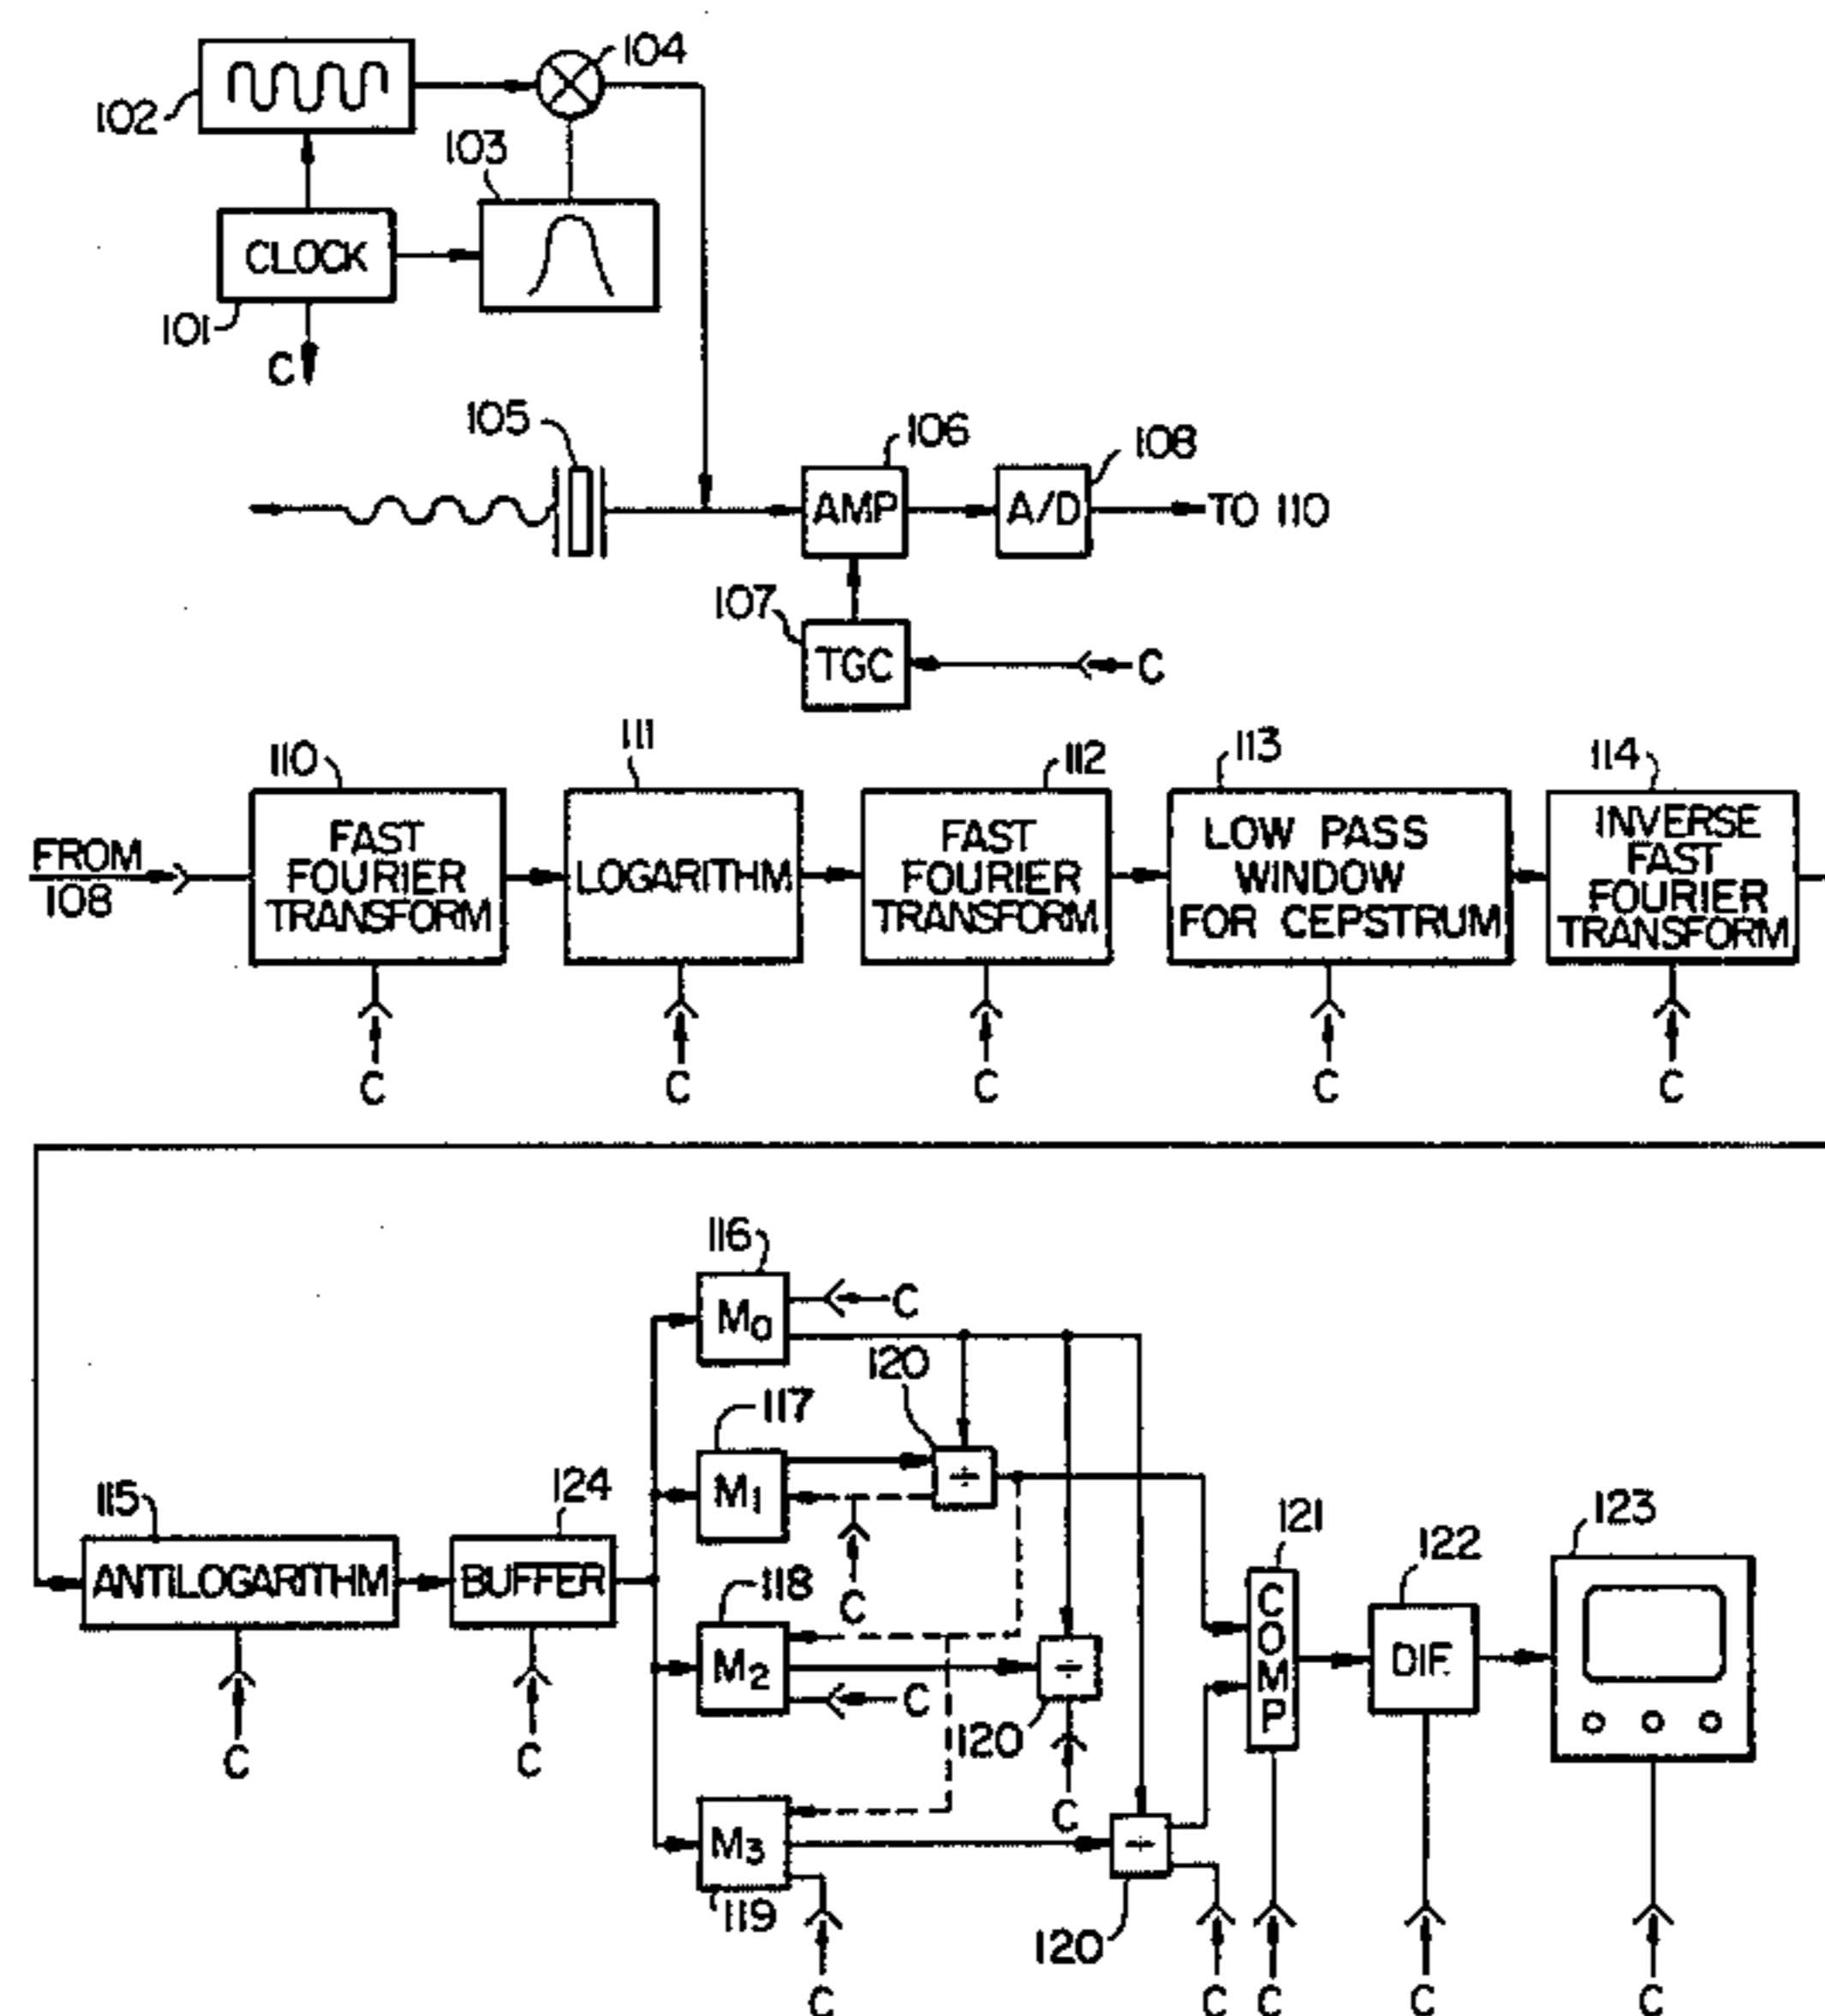 104
102
103
CLOCK
101
C
105
106
108
AMP
A/D
TO 110
107
TGC
C
110
111
112
113
114
FROM
108
FAST
FOURIER
TRANSFORM
LOGARITHM
FAST
FOURIER
TRANSFORM
LOW PASS
WINDOW
FOR CEPSTRUM
INVERSE
FAST
FOURIER
TRANSFORM
C
C
C
C
C
116
M0
C
120
117
M1
C
115
ANTILOGARITHM
C
124
BUFFER
C
118
M2
C
÷
÷
120
C
M3
119
C
÷
120
C
121
COMP
C
122
DIF.
C
123
C